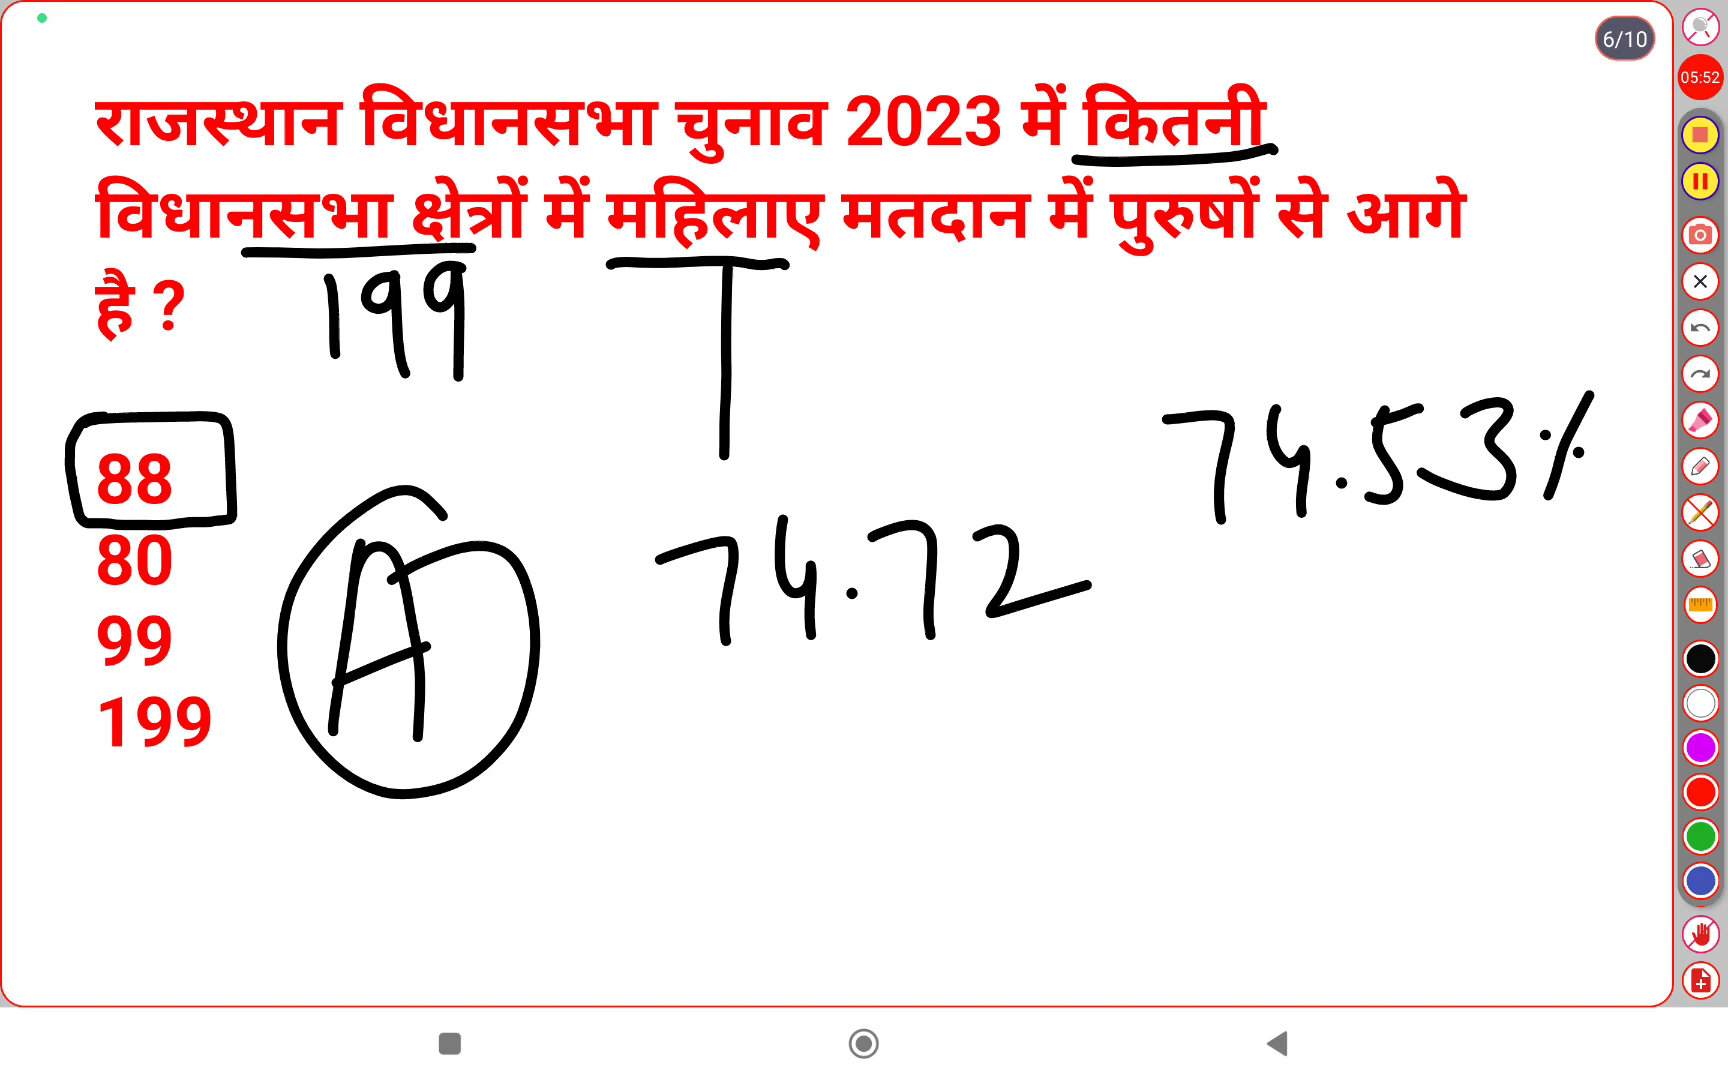 6/10
05:52
राजस्थान विधानसभा चुनाव 2023 में कितनी
विधानसभा क्षेत्रों में महिलाए मतदान में पुरुषों से आगे
है ?
199
74.53%
88
80
99
199
A
74.72